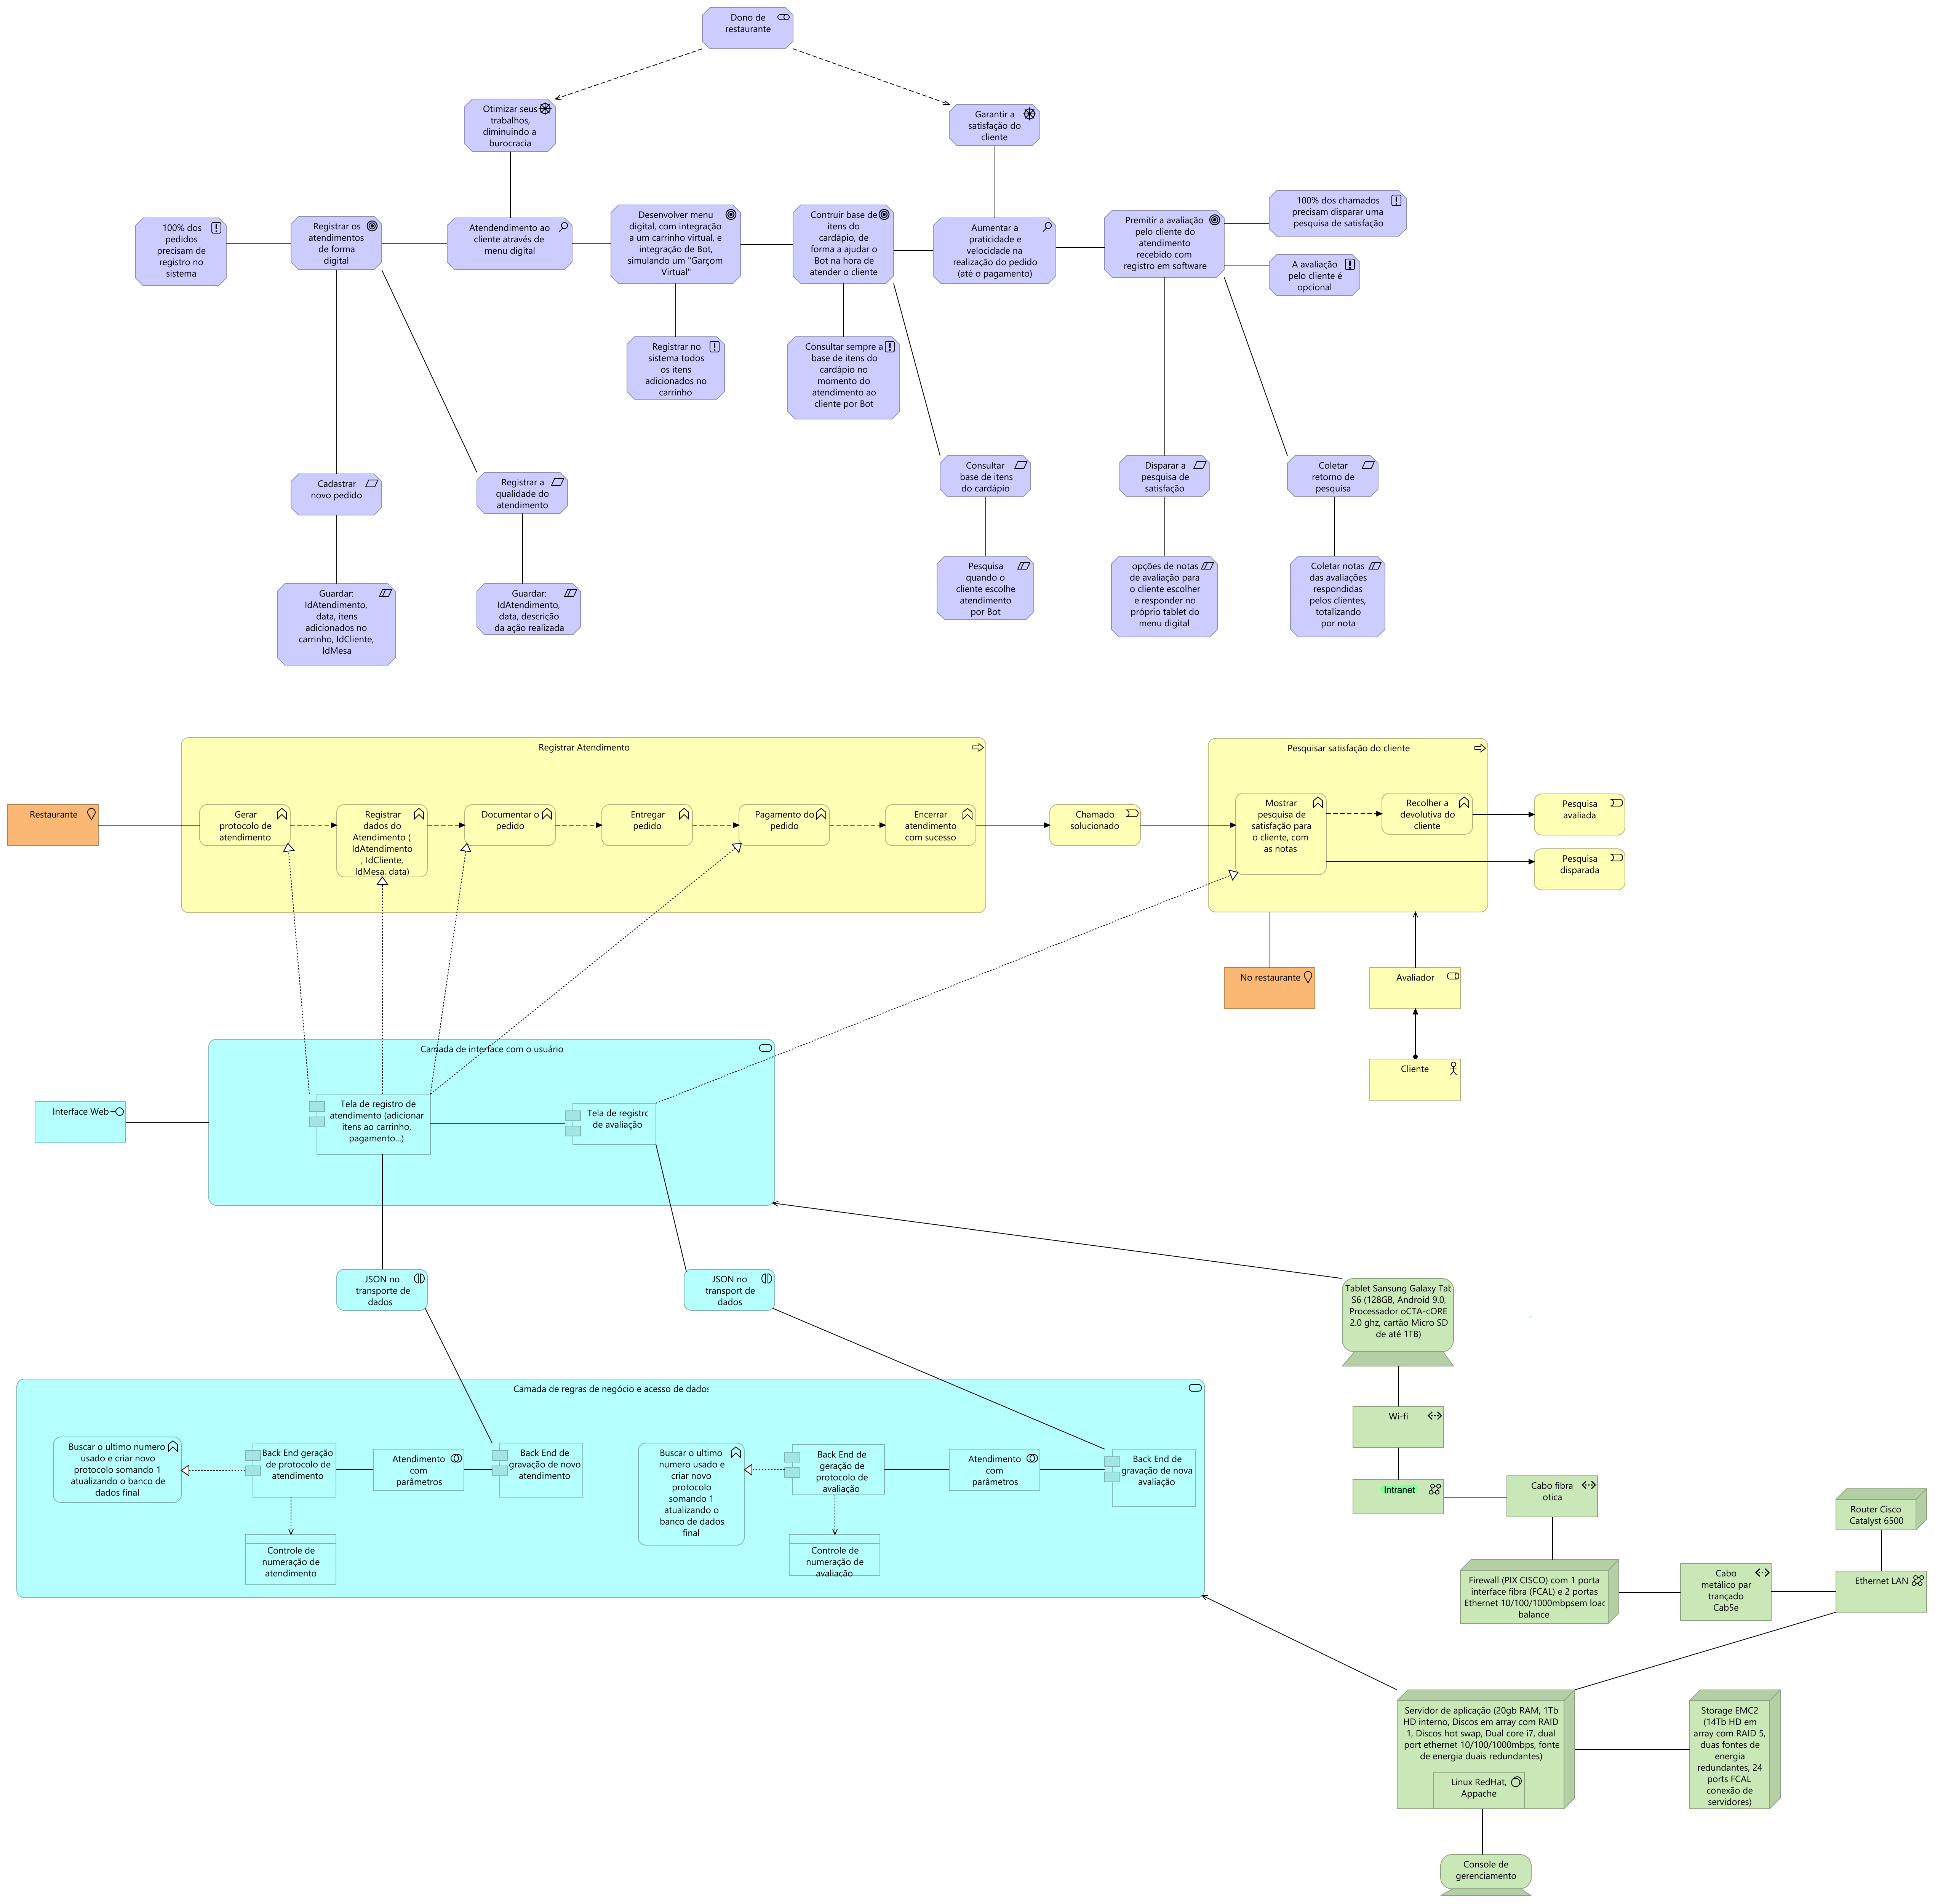 Dono de
restaurante
Otimizar seus
trabalhos,
diminuindo a
burocracia
Garantir a
satisfação do
cliente
100% dos
pedidos
precisam de
registro no
sistema
Registrar os
atendimentos
de forma
digital
Atendendimento ao
cliente através de
menu digital
Desenvolver menu
digital, com integração
a um carrinho virtual, e
integração de Bot,
simulando um "Garçom
Virtual"
Contruir base de
itens do
cardápio, de
forma a ajudar o
Bot na hora de
atender o cliente
Aumentar a
praticidade e
velocidade na
realização do pedido
(até o pagamento)
Premitir a avaliação
pelo cliente do
atendimento
recebido com
registro em software
100% dos chamados
precisam disparar uma
pesquisa de satisfação
A avaliação
pelo cliente é
opcional
Registrar no
sistema todos
os itens
adicionados no
carrinho
Consultar sempre a
base de itens do
cardápio no
momento do
atendimento ao
cliente por Bot
Cadastrar
novo pedido
Registrar a
qualidade do
atendimento
Consultar
base de itens
do cardápio
Disparar a
pesquisa de
satisfação
Coletar
retorno de
pesquisa
Guardar:
IdAtendimento,
data, itens
adicionados no
carrinho, IdCliente,
IdMesa
Guardar:
IdAtendimento,
data, descrição
da ação realizada
Pesquisa
quando o
cliente escolhe
atendimento
por Bot
opções de notas
de avaliação para
o cliente escolher
e responder no
próprio tablet do
menu digital
Coletar notas
das avaliações
respondidas
pelos clientes,
totalizando
por nota
Registrar Atendimento
Pesquisar satisfação do cliente
Restaurante
Gerar
protocolo de
atendimento
Registrar
dados do
Atendimento (
IdAtendimento
, IdCliente,
IdMesa, data)
Documentar o
pedido
Entregar
pedido
Pagamento do
pedido
Encerrar
atendimento
com sucesso
Chamado
solucionado
Mostrar
pesquisa de
satisfação para
o cliente, com
as notas
Recolher a
devolutiva do
cliente
Pesquisa
avaliada
Pesquisa
disparada
No restaurante
Avaliador
Cliente
Camada de interface com o usuário
Interface Web
Tela de registro de
atendimento (adicionar
itens ao carrinho,
pagamento...)
Tela de registro
de avaliação
JSON no
transporte de
dados
JSON no
transport de
dados
Tablet Sansung Galaxy Tab
S6 (128GB, Android 9.0,
Processador oCTA-cORE
2.0 ghz, cartão Micro SD
de até 1TB)
Camada de regras de negócio e acesso de dados
Buscar o ultimo numero
usado e criar novo
protocolo somando 1
atualizando o banco de
dados final
Back End geração
de protocolo de
atendimento
Atendimento
com
parâmetros
Back End de
gravação de novo
atendimento
Buscar o ultimo
numero usado e
criar novo
protocolo
somando 1
atualizando o
banco de dados
final
Back End de
geração de
protocolo de
avaliação
Atendimento
com
parâmetros
Back End de
gravação de nova
avaliação
Controle de
numeração de
atendimento
Controle de
numeração de
avaliação
Wi-fi
Intranet
Cabo fibra
otica
Router Cisco
Catalyst 6500
Firewall (PIX CISCO) com 1 porta
interface fibra (FCAL) e 2 portas
Ethernet 10/100/1000mbpsem load
balance
Cabo
metálico par
trançado
Cab5e
Ethernet LAN
Servidor de aplicação (20gb RAM, 1Tb
HD interno, Discos em array com RAID
1, Discos hot swap, Dual core i7, dual
port ethernet 10/100/1000mbps, fonte
de energia duais redundantes)
Linux RedHat,
Appache
Storage EMC2
(14Tb HD em
array com RAID 5,
duas fontes de
energia
redundantes, 24
ports FCAL
conexão de
servidores)
Console de
gerenciamento